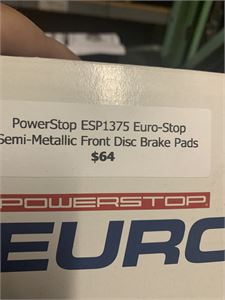 PowerStop ESP1375 Euro-Stop
Semi-Metallic Front Disc Brake Pads
$64
POWERSTOP
EURO